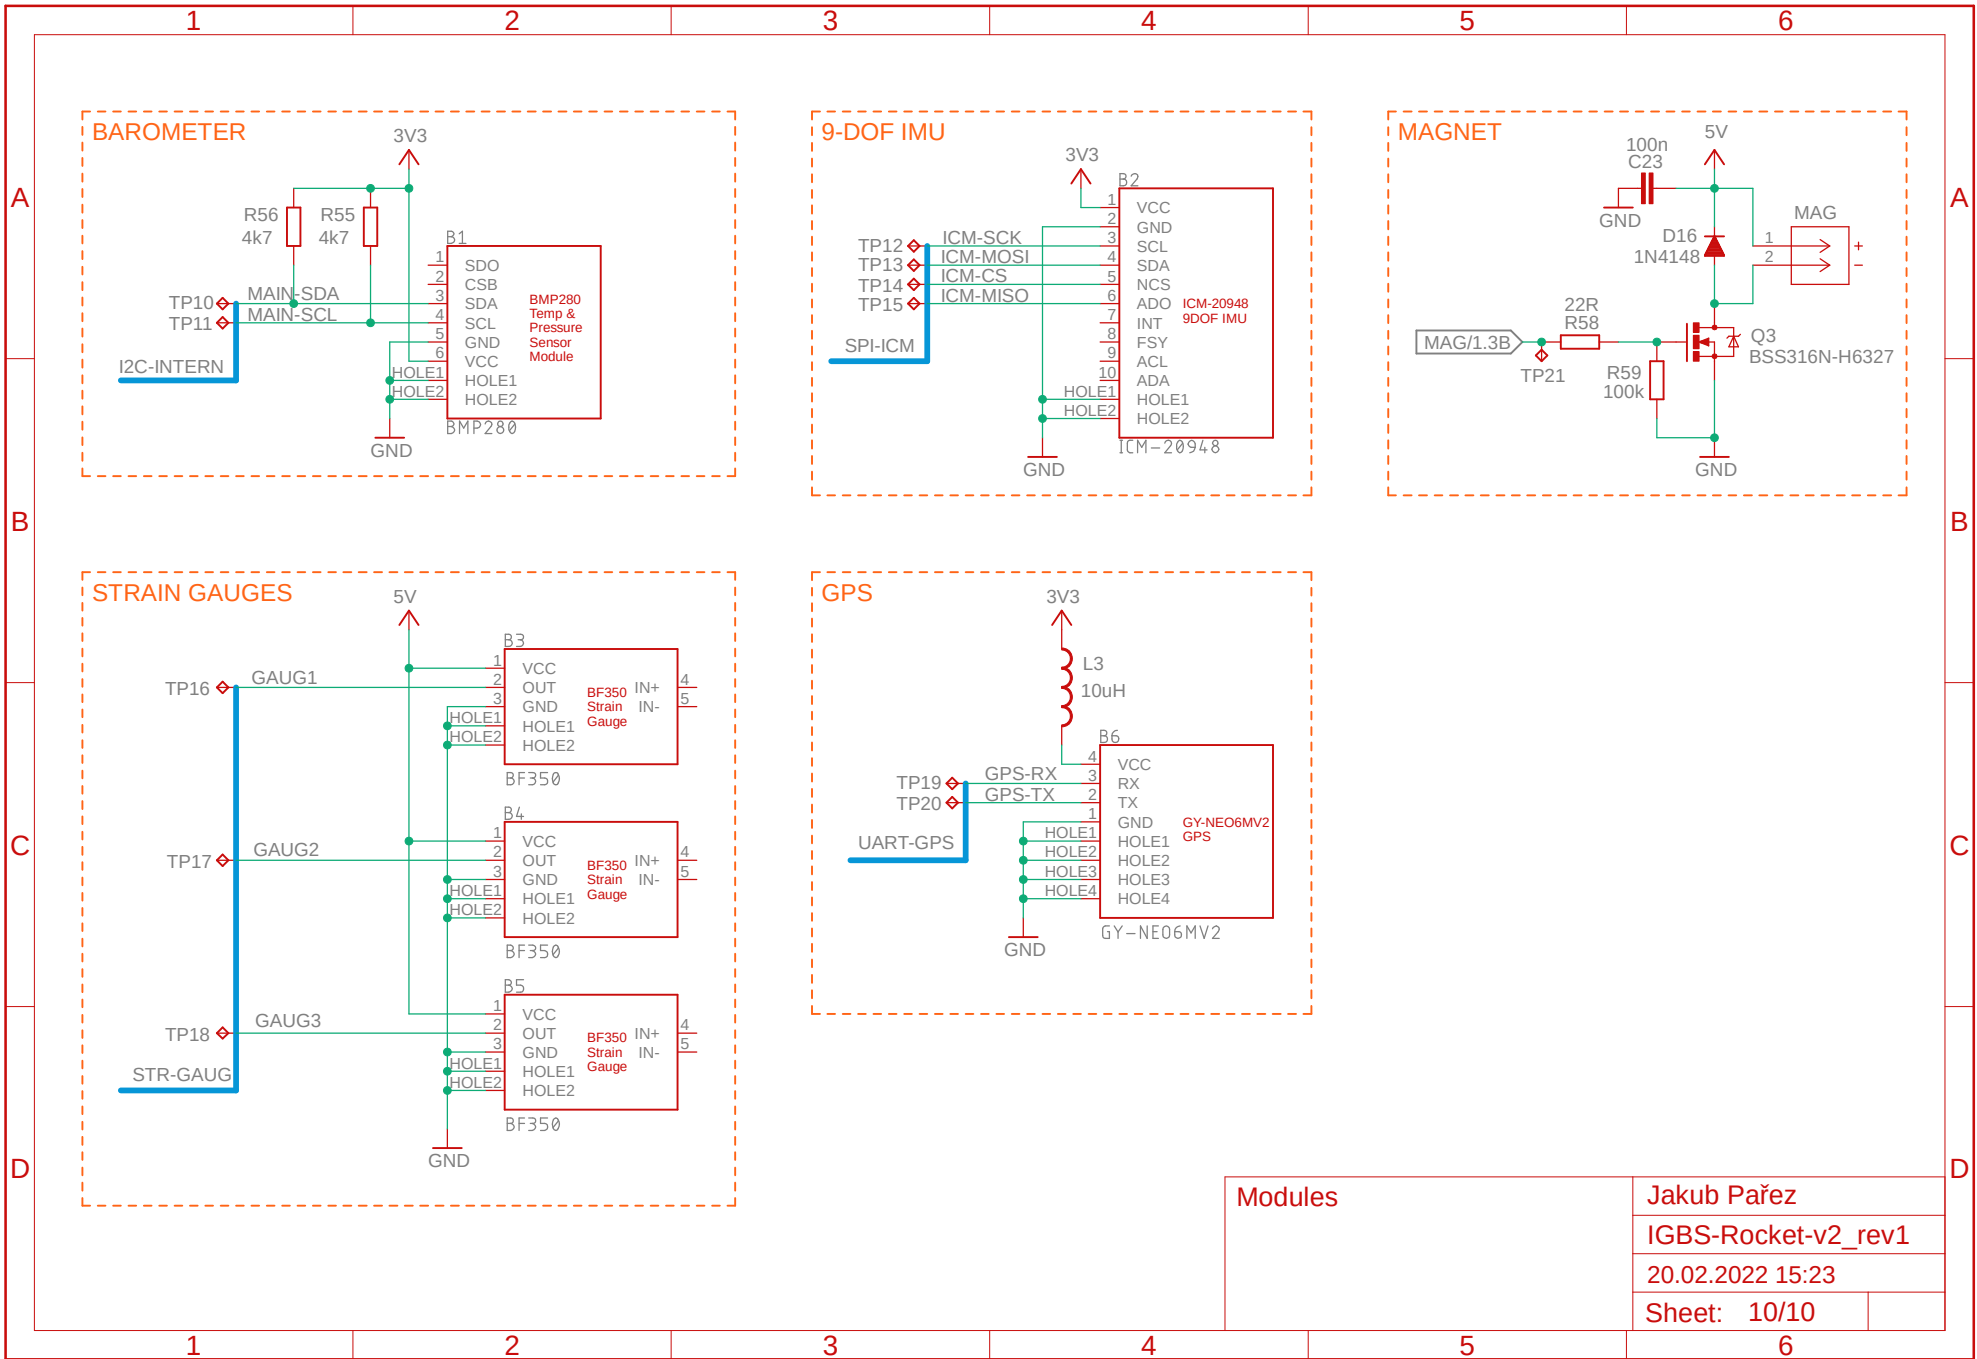 1 2 3 4 5 6
A A
B B
C C
D D
BAROMETER
3V3
R56
4k7
R55
4k7
B1
1 SDO
2 CSB
3 SDA
4 SCL
5 GND
6 VCC
HOLE1 HOLE1
HOLE2 HOLE2
BMP280
Temp &
Pressure
Sensor
Module
BMP280
TP10 MAIN-SDA
TP11 MAIN-SCL
I2C-INTERN
GND
9-DOF IMU
3V3
B2
1 VCC
2 GND
3 SCL
4 SDA
5 NCS
6 ADO
7 INT
8 FSY
9 ACL
10 ADA
HOLE1 HOLE1
HOLE2 HOLE2
ICM-20948
9DOF IMU
ICM-20948
TP12 ICM-SCK
TP13 ICM-MOSI
TP14 ICM-CS
TP15 ICM-MISO
SPI-ICM
GND
MAGNET
5V
100n
C23
GND
D16
1N4148
MAG
1 +
2 -
22R
R58
MAG/1.3B
TP21
R59
100k
Q3
BSS316N-H6327
GND
STRAIN GAUGES
5V
B3
1 VCC
2 OUT
3 GND
HOLE1 HOLE1
HOLE2 HOLE2
BF350
Strain
Gauge
IN+ 4
IN- 5
BF350
TP16 GAUG1
B4
1 VCC
2 OUT
3 GND
HOLE1 HOLE1
HOLE2 HOLE2
BF350
Strain
Gauge
IN+ 4
IN- 5
BF350
TP17 GAUG2
B5
1 VCC
2 OUT
3 GND
HOLE1 HOLE1
HOLE2 HOLE2
BF350
Strain
Gauge
IN+ 4
IN- 5
BF350
TP18 GAUG3
STR-GAUG
GND
GPS
3V3
L3
10uH
B6
4 VCC
3 RX
2 TX
1 GND
HOLE1 HOLE1
HOLE2 HOLE2
HOLE3 HOLE3
HOLE4 HOLE4
GY-NEO6MV2
GPS
GY-NEO6MV2
TP19 GPS-RX
TP20 GPS-TX
UART-GPS
GND
Modules
Jakub Pařez
IGBS-Rocket-v2_rev1
20.02.2022 15:23
Sheet: 10/10
1 2 3 4 5 6